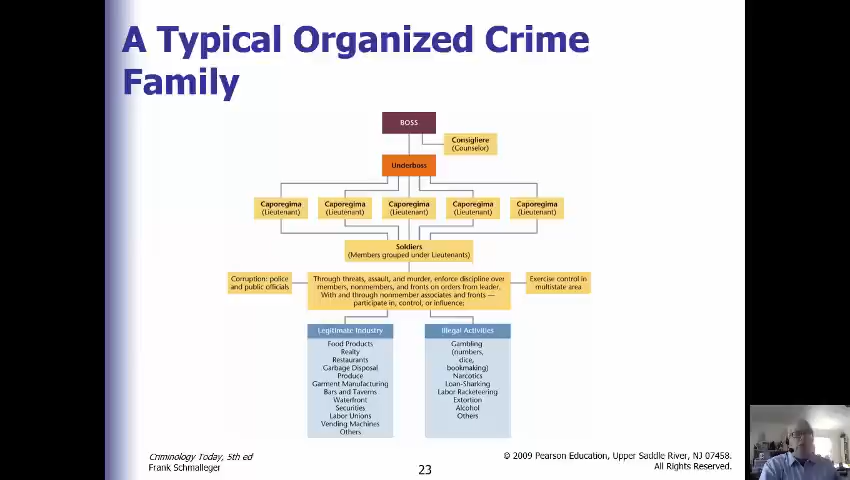 A Typical Organized Crime
Family
BOSS
Consigliere
(Counselor)
Underboss
Caporegima
(Lieutenant)
Caporegima
(Lieutenant)
Caporegima
(Lieutenant)
Caporegima
(Lieutenant)
Caporegima
(Lieutenant)
Soldiers
(Members grouped under Lieutenants)
Corruption: police
and public officials
Through threats, assault, and murder, enforce discipline over
members, nonmembers, and fronts on orders from leader.
With and through nonmember associates and fronts —
participate in, control, or influence:
Exercise control in
multistate area
Legitimate Industry
Food Products
Realty
Restaurants
Garbage Disposal
Produce
Garment Manufacturing
Bars and Taverns
Waterfront
Securities
Labor Unions
Vending Machines
Others
Illegal Activities
Gambling
(numbers,
dice,
bookmaking)
Narcotics
Loan-Sharking
Labor Racketeering
Extortion
Alcohol
Others
Criminology Today, 5th ed
Frank Schmalleger
23
© 2009 Pearson Education, Upper Saddle River, NJ 07458.
All Rights Reserved.